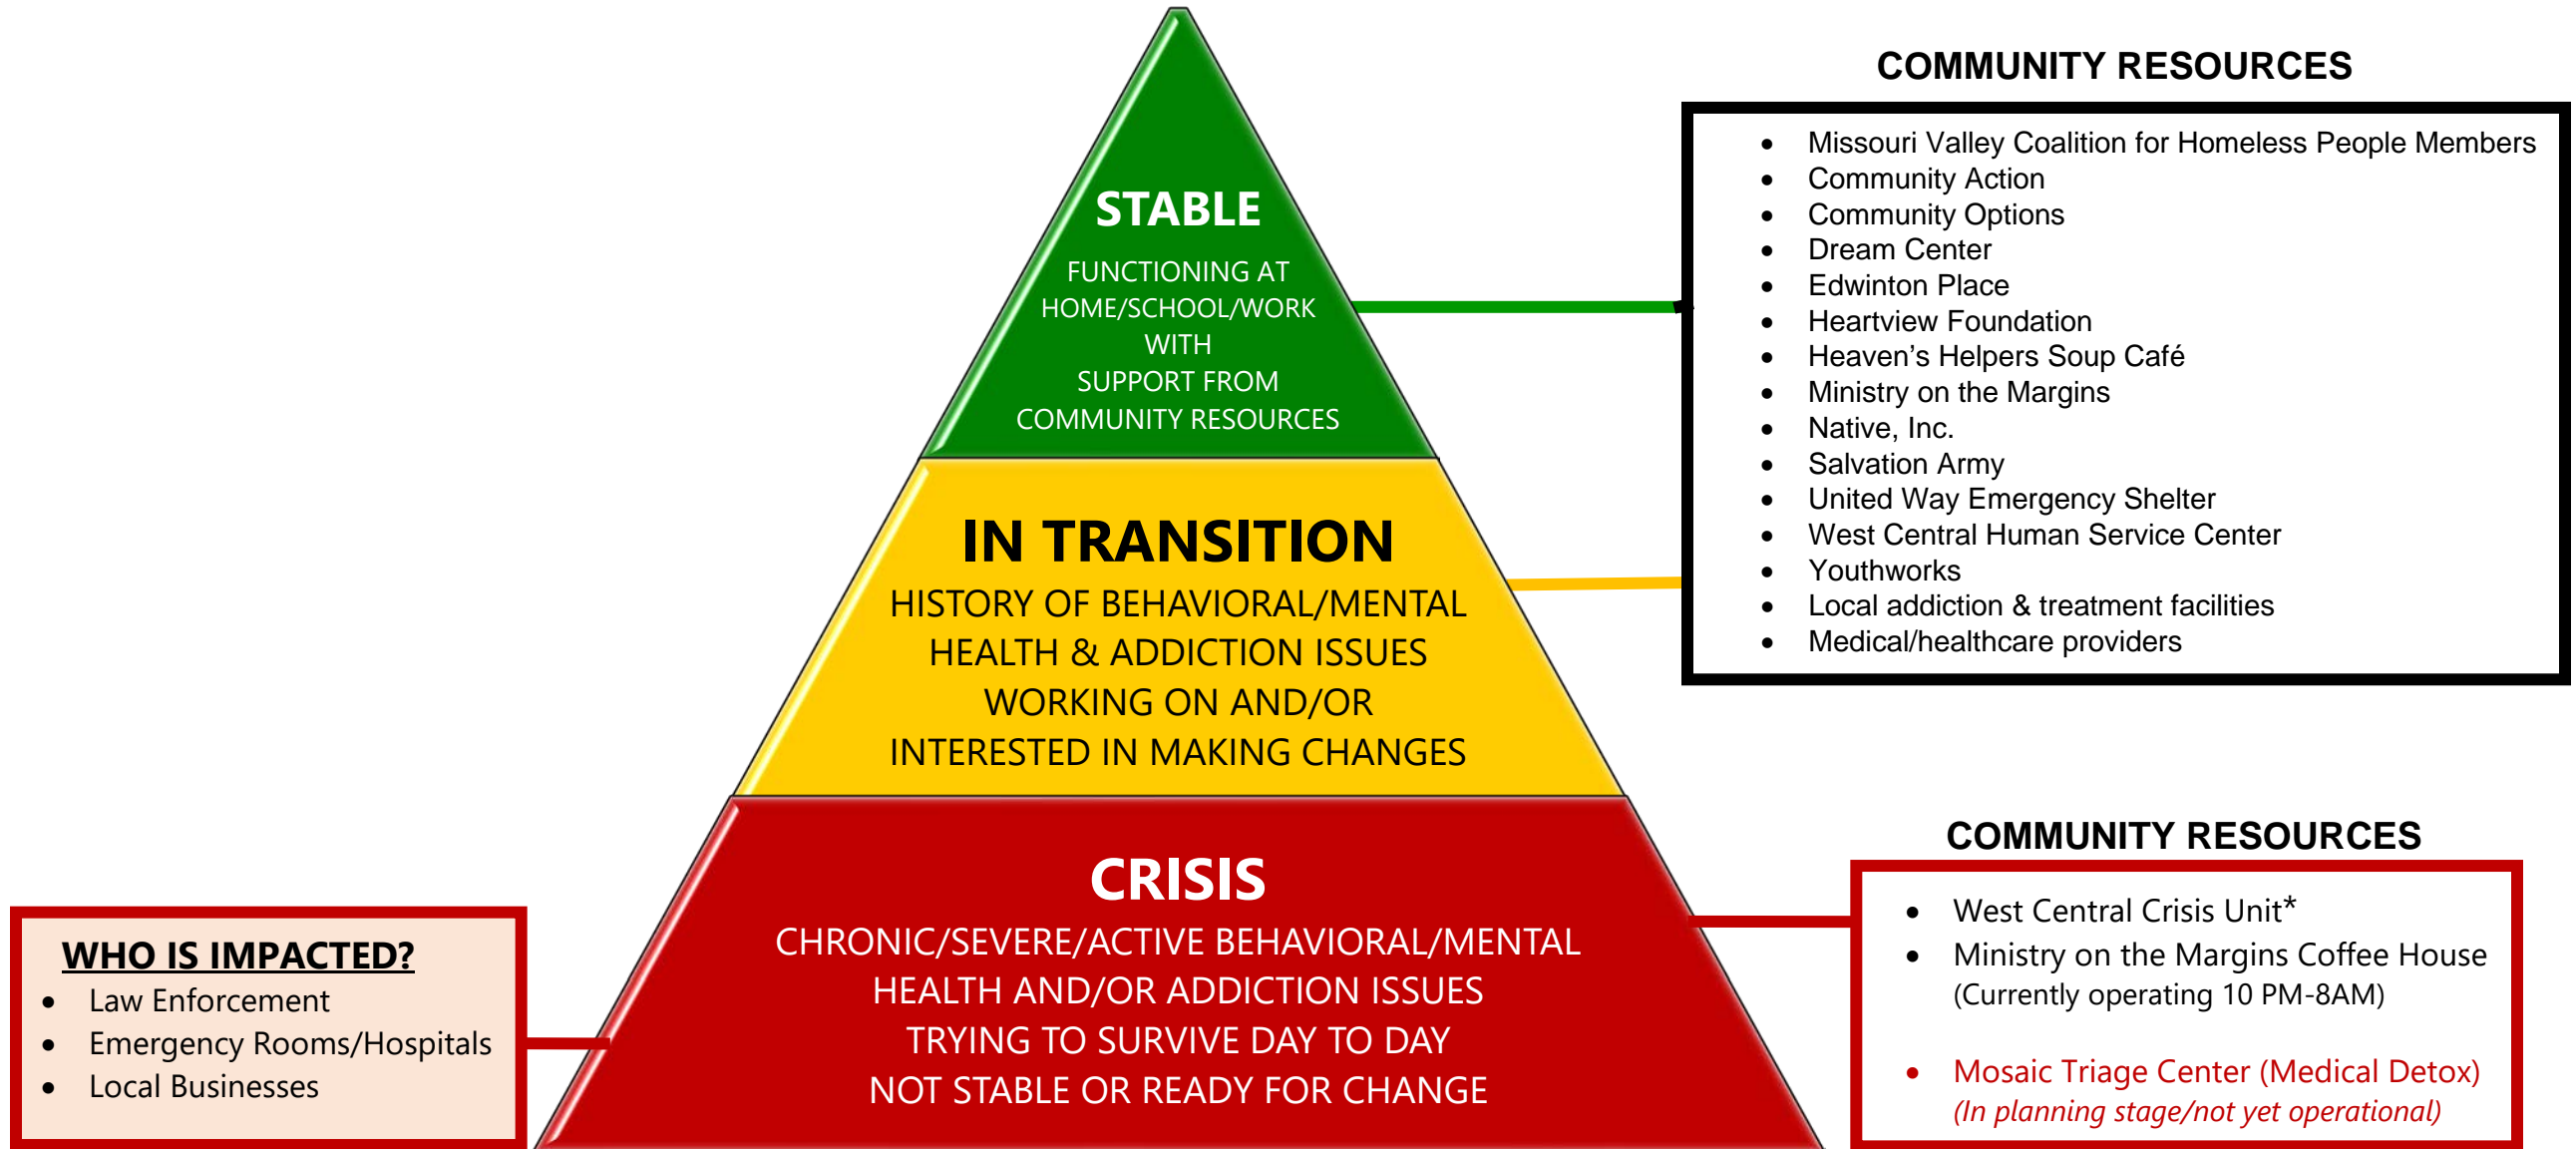 STABLE
FUNCTIONING AT
HOME/SCHOOL/WORK
WITH
SUPPORT FROM
COMMUNITY RESOURCES
IN TRANSITION
HISTORY OF BEHAVIORAL/MENTAL
HEALTH & ADDICTION ISSUES
WORKING ON AND/OR
INTERESTED IN MAKING CHANGES
CRISIS
CHRONIC/SEVERE/ACTIVE BEHAVIORAL/MENTAL
HEALTH AND/OR ADDICTION ISSUES
TRYING TO SURVIVE DAY TO DAY
NOT STABLE OR READY FOR CHANGE
COMMUNITY RESOURCES
• Missouri Valley Coalition for Homeless People Members
• Community Action
• Community Options
• Dream Center
• Edwinton Place
• Heartview Foundation
• Heaven’s Helpers Soup Café
• Ministry on the Margins
• Native, Inc.
• Salvation Army
• United Way Emergency Shelter
• West Central Human Service Center
• Youthworks
• Local addiction & treatment facilities
• Medical/healthcare providers
WHO IS IMPACTED?
• Law Enforcement
• Emergency Rooms/Hospitals
• Local Businesses
COMMUNITY RESOURCES
• West Central Crisis Unit*
• Ministry on the Margins Coffee House
(Currently operating 10 PM-8AM)
• Mosaic Triage Center (Medical Detox)
(In planning stage/not yet operational)